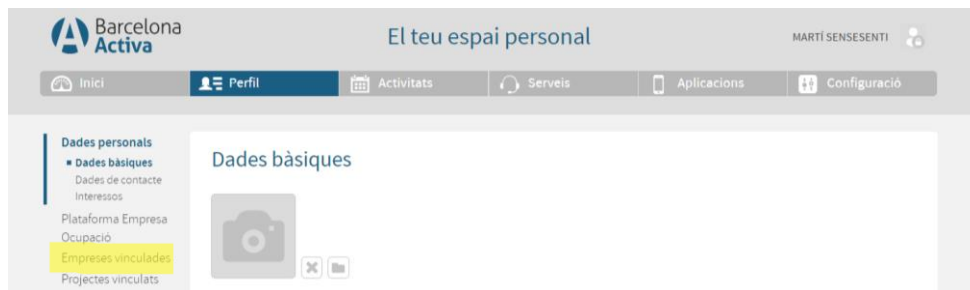 Barcelona
Activa
El teu espai personal
MARTÍ SENSESENTI
Inici
Perfil
Activitats
Serveis
Aplicacions
Configuració
Dades personals
Dades bàsiques
Dades de contacte
Interessos
Plataforma Empresa
Ocupació
Empreses vinculades
Projectes vinculats
Dades bàsiques